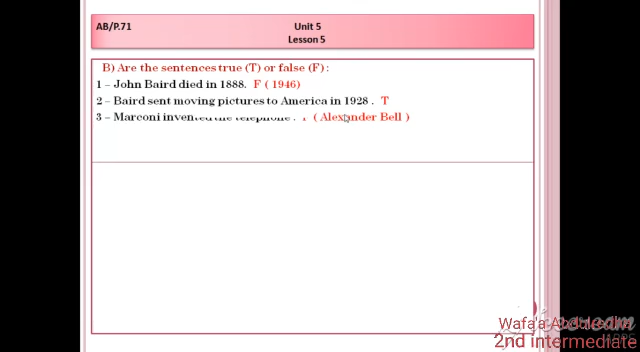 AB/P.71
Unit 5
Lesson 5
B) Are the sentences true (T) or false (F) :
1 – John Baird died in 1888. F ( 1946)
2 – Baird sent moving pictures to America in 1928 . T
3 – Marconi invented the telephone . F ( Alexander Bell )
Wafa'a
2nd intermediate